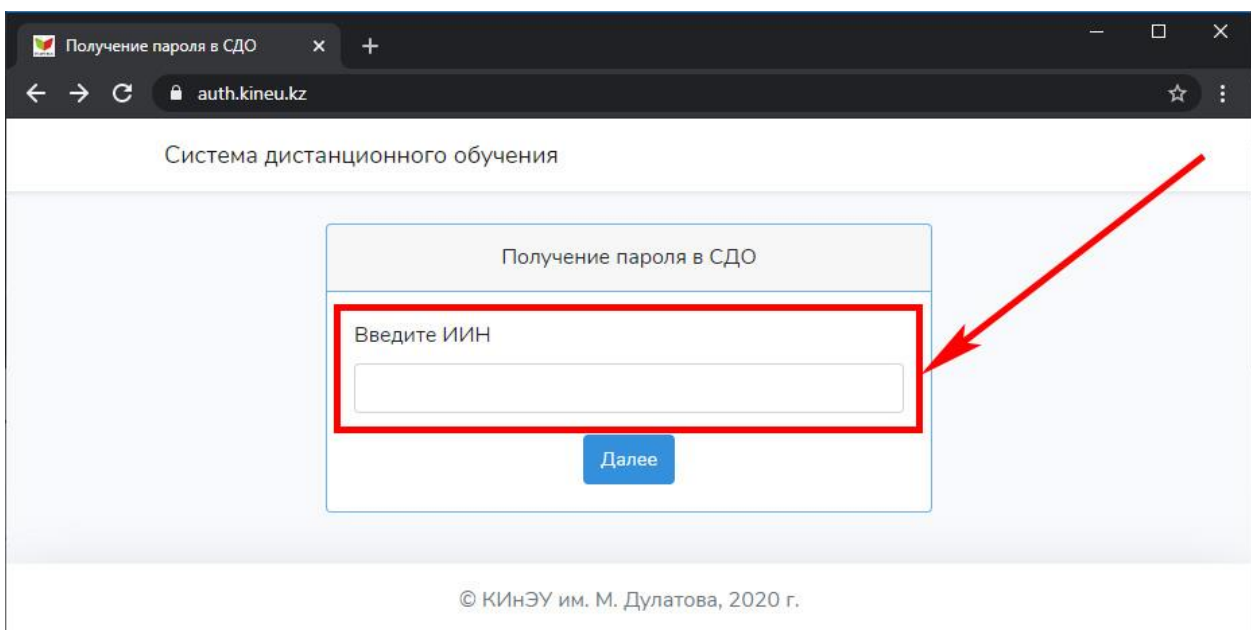 Получение пароля в СДО
auth.kineu.kz
Система дистанционного обучения
Получение пароля в СДО
Введите ИИН
Далее
© КИнЭУ им. М. Дулатова, 2020 г.